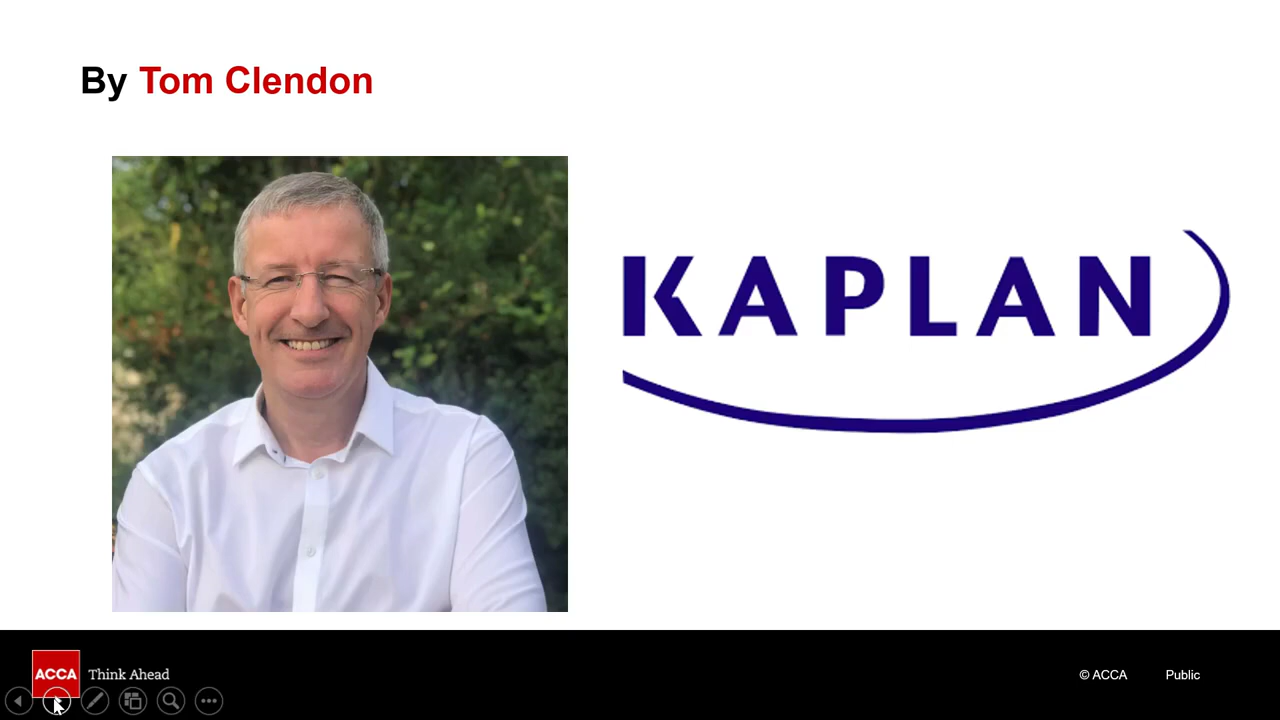 By Tom Clendon
KAPLAN
ACCA
Think Ahead
© ACCA
Public